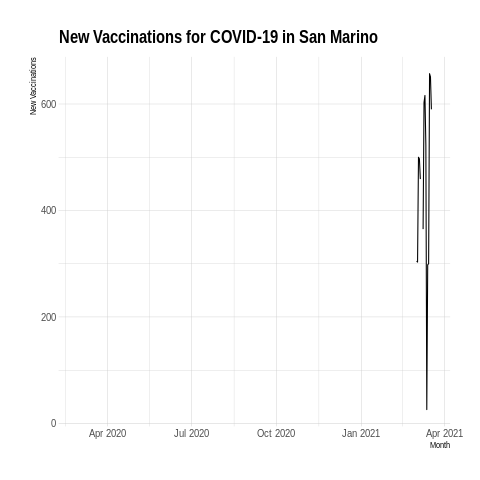 New Vaccinations for COVID-19 in San Marino
New Vaccinations
600
400
200
0
Apr 2020 Jul 2020 Oct 2020 Jan 2021 Apr 2021
Month